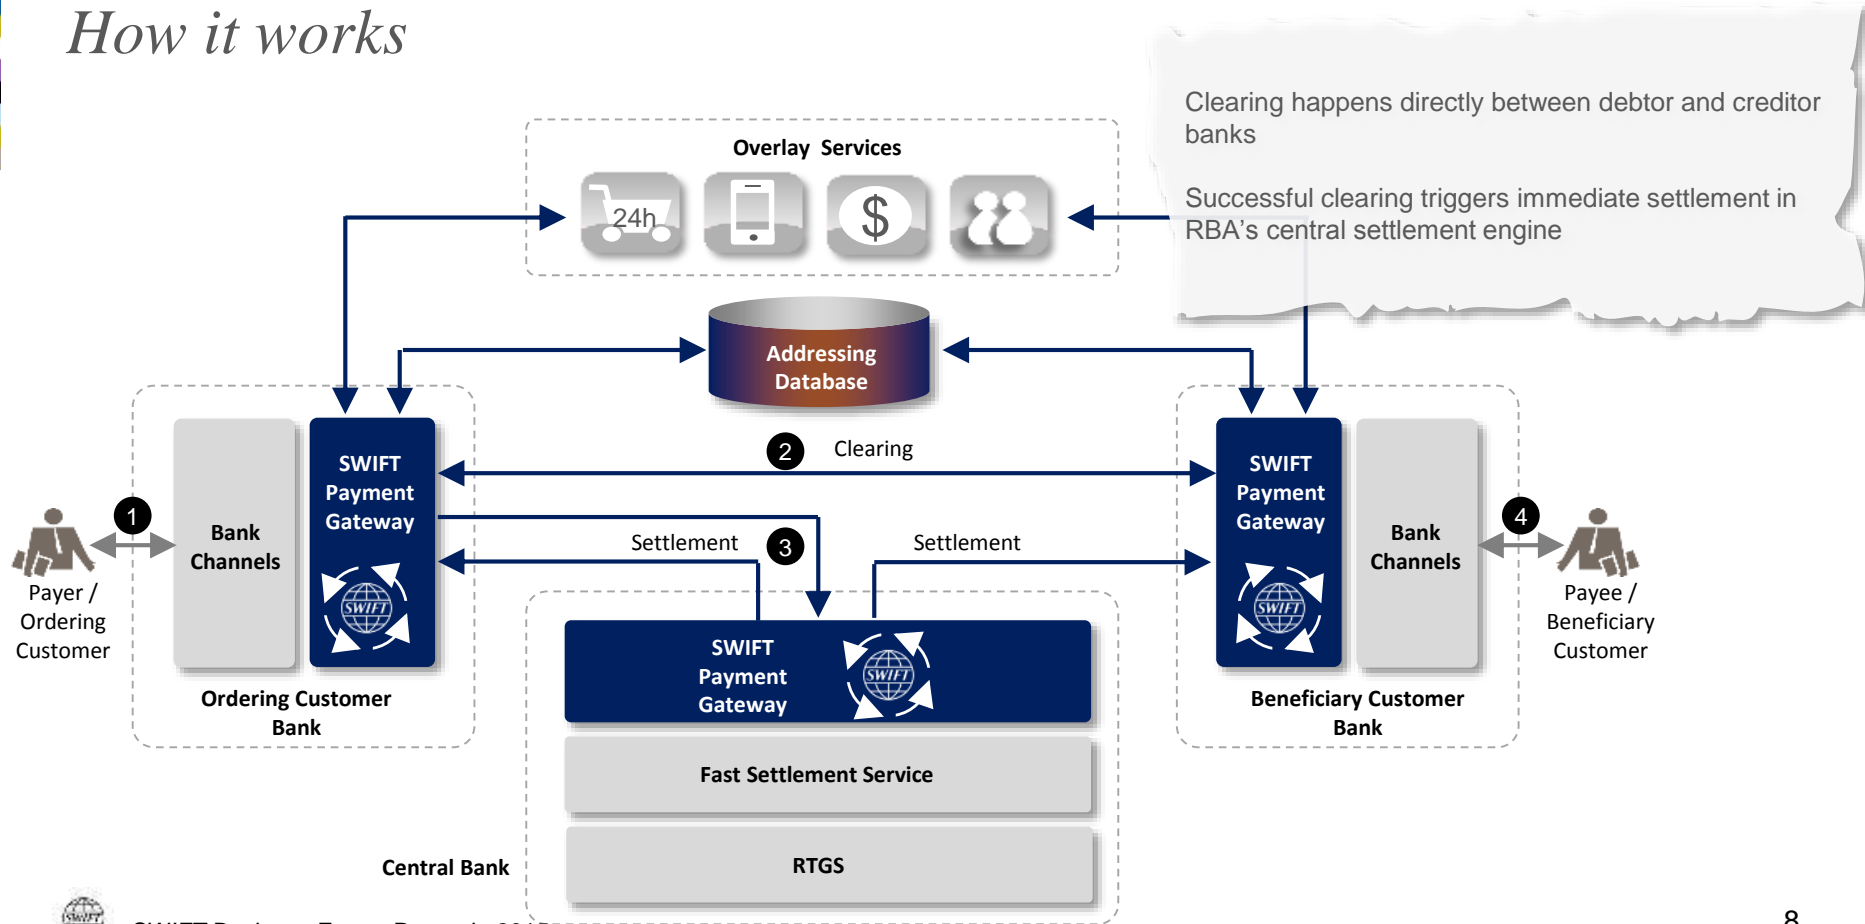 How it works
Clearing happens directly between debtor and creditor
banks
Successful clearing triggers immediate settlement in
RBA's central settlement engine
Overlay Services
24h
$
Addressing
Database
2 Clearing
SWIFT
Payment
Gateway
SWIFT
Payment
Gateway
1
Bank
Channels
Settlement 3 Settlement
Bank
Channels
4
SWIFT
SWIFT
Payer /
Ordering
Customer
Payee /
Beneficiary
Customer
SWIFT
Payment
Gateway
SWIFT
Ordering Customer
Bank
Beneficiary Customer
Bank
Fast Settlement Service
Central Bank
RTGS
SWIFT
8